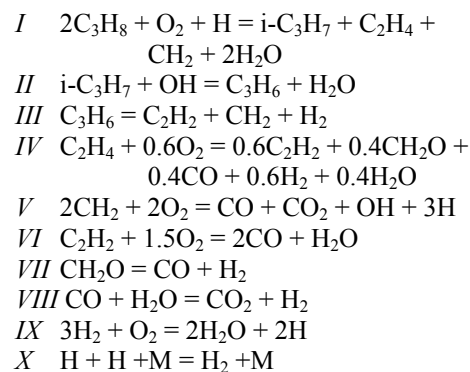 I 2C₃H₈ + O₂ + H = i-C₃H₇ + C₂H₄ +
CH₂ + 2H₂O
II i-C₃H₇ + OH = C₃H₆ + H₂O
III C₃H₆ = C₂H₂ + CH₂ + H₂
IV C₂H₄ + 0.6O₂ = 0.6C₂H₂ + 0.4CH₂O +
0.4CO + 0.6H₂ + 0.4H₂O
V 2CH₂ + 2O₂ = CO + CO₂ + OH + 3H
VI C₂H₂ + 1.5O₂ = 2CO + H₂O
VII CH₂O = CO + H₂
VIII CO + H₂O = CO₂ + H₂
IX 3H₂ + O₂ = 2H₂O + 2H
X H + H +M = H₂ +M